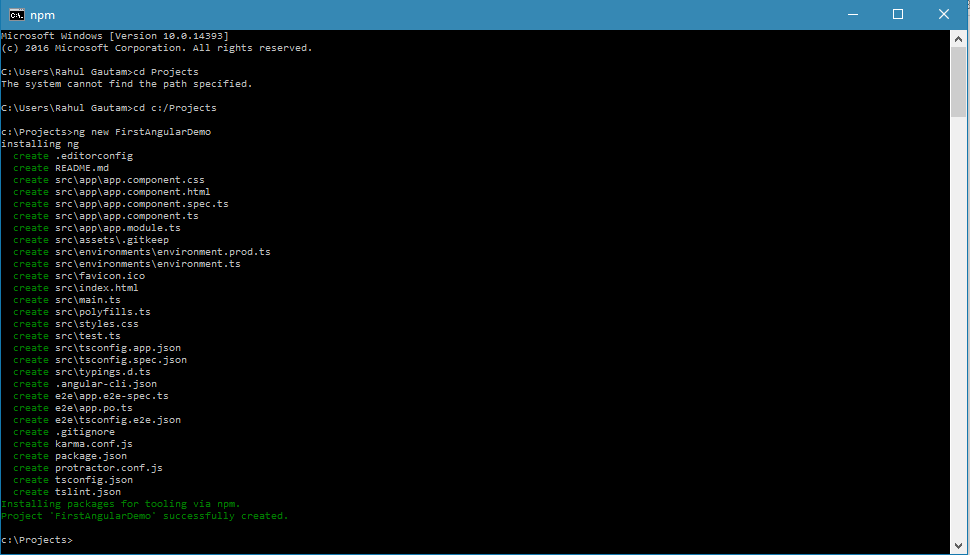 npm
Microsoft Windows [Version 10.0.14393]
(c) 2016 Microsoft Corporation. All rights reserved.
C:\Users\Rahul Gautam>cd Projects
The system cannot find the path specified.
C:\Users\Rahul Gautam>cd c:/Projects
c:\Projects>ng new FirstAngularDemo
installing ng
create .editorconfig
create README.md
create src\app\app.component.css
create src\app\app.component.html
create src\app\app.component.spec.ts
create src\app\app.component.ts
create src\app\app.module.ts
create src\assets\.gitkeep
create src\environments\environment.prod.ts
create src\environments\environment.ts
create src\favicon.ico
create src\index.html
create src\main.ts
create src\polyfills.ts
create src\styles.css
create src\test.ts
create src\tsconfig.app.json
create src\tsconfig.spec.json
create src\typings.d.ts
create .angular-cli.json
create e2e\app.e2e-spec.ts
create e2e\app.po.ts
create e2e\tsconfig.e2e.json
create .gitignore
create karma.conf.js
create package.json
create protractor.conf.js
create tsconfig.json
create tslint.json
Installing packages for tooling via npm.
Project 'FirstAngularDemo' successfully created.
c:\Projects>